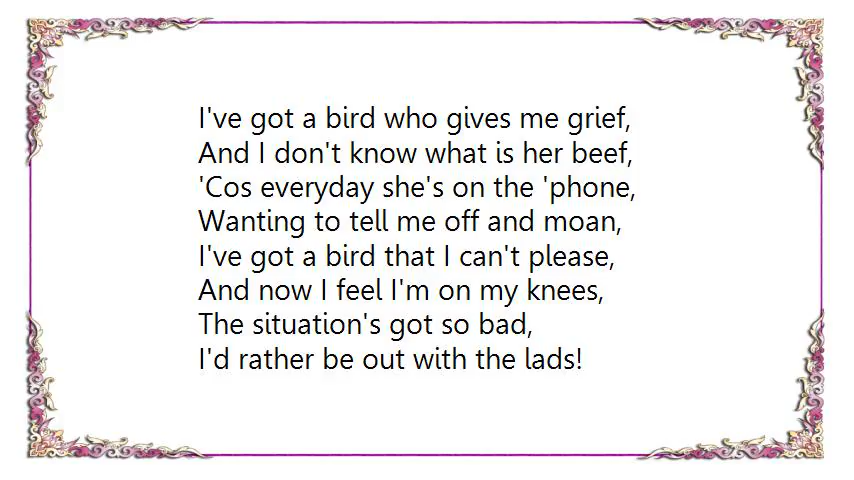 I've got a bird who gives me grief,
And I don't know what is her beef,
'Cos everyday she's on the 'phone,
Wanting to tell me off and moan,
I've got a bird that I can't please,
And now I feel I'm on my knees,
The situation's got so bad,
I'd rather be out with the lads!